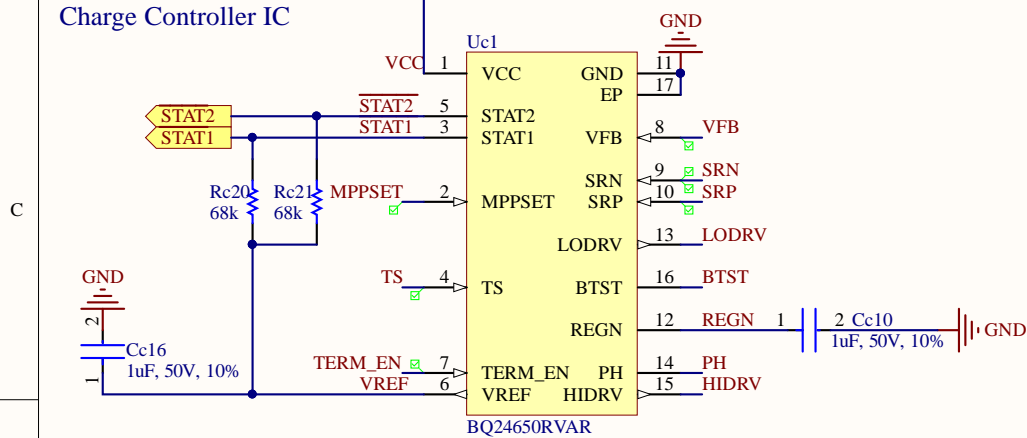 Charge Controller IC
GND
Uc1
VCC 1 VCC GND 11
EP 17
STAT2 STAT2 5 STAT2
STAT1 STAT1 3 STAT1 VFB 8 VFB
SRN 9 SRN
Rc20 Rc21 MPPSET 2 MPPSET SRP 10 SRP
68k 68k
C
LODRV 13 LODRV
GND TS 4 TS BTST 16 BTST
2
REGN 12 REGN 1 2 Cc10 GND
1uF, 50V, 10%
Cc16
1uF, 50V, 10%
1
TERM_EN 7 TERM_EN PH 14 PH
VREF 6 VREF HIDRV 15 HIDRV
BQ24650RVAR